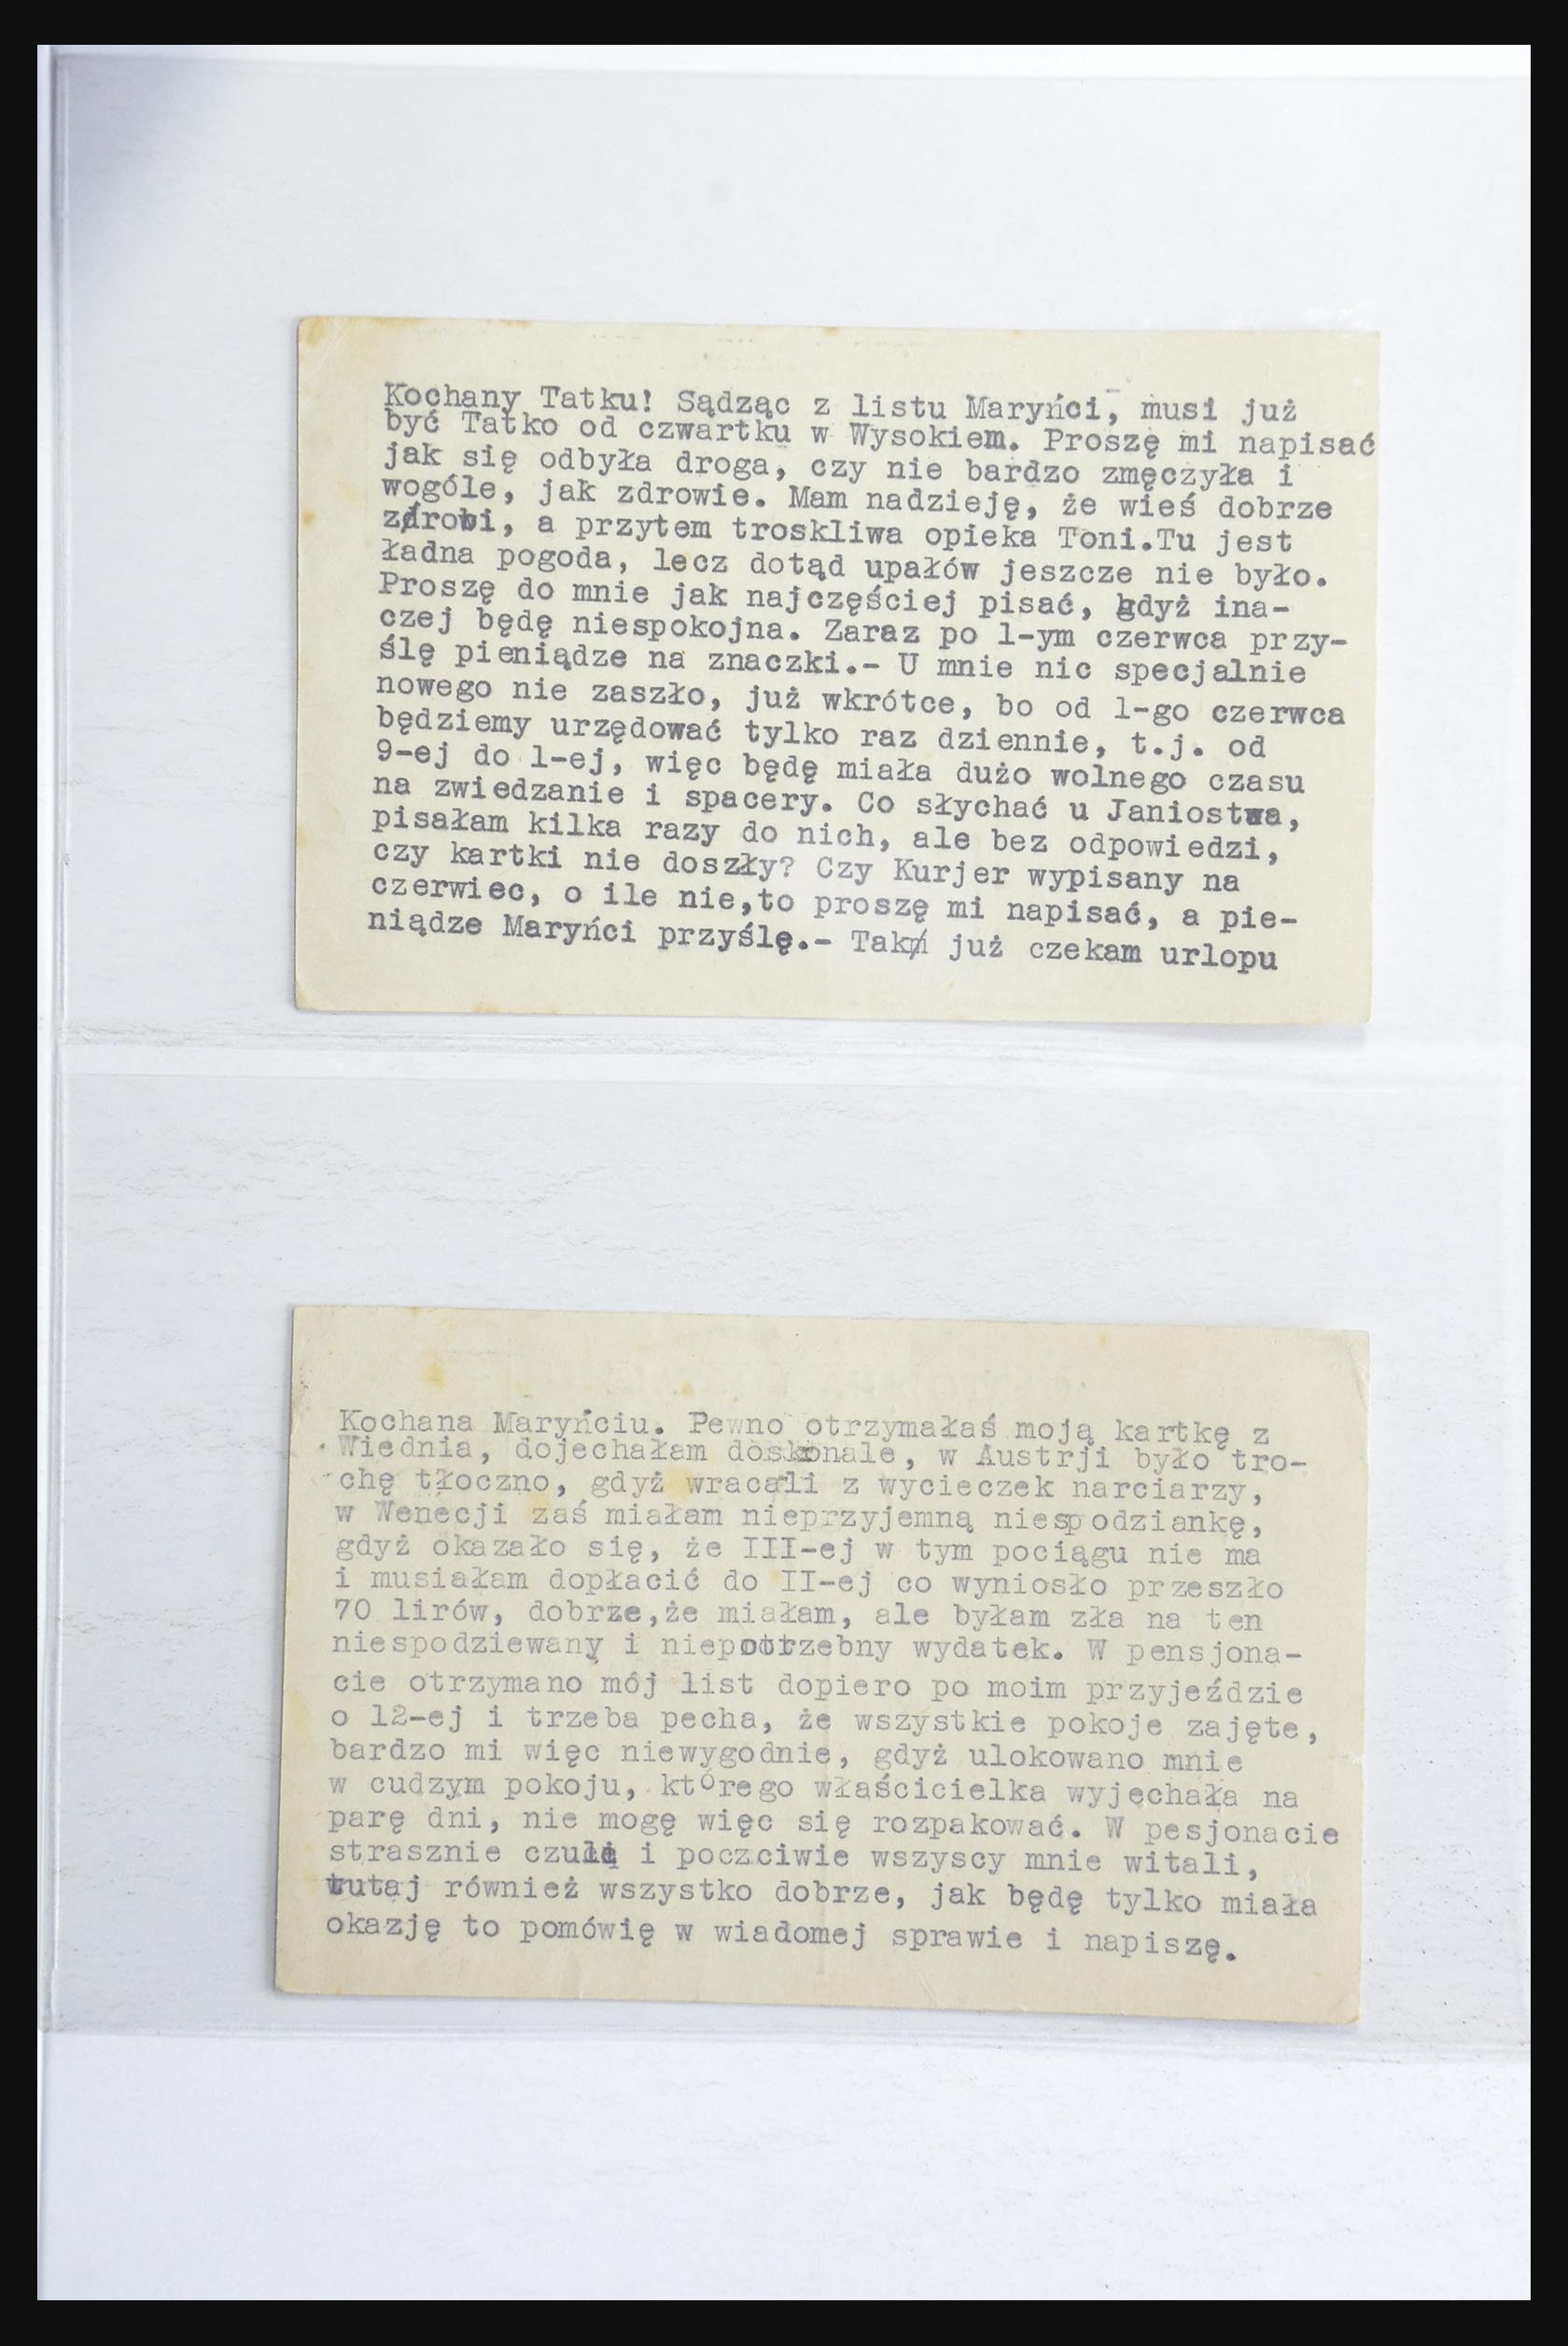 Kochany Tatku! Sądząc z listu Maryńci, musi już
być Tatko od czwartku w Wysokiem. Proszę mi napisać
jak się odbyła droga, czy nie bardzo zmęczyła i
wogóle, jak zdrowie. Mam nadzieję, że wieś dobrze
zrobi, a przytem troskliwa opieka Toni.Tu jest
ładna pogoda, lecz dotąd upałów jeszcze nie było.
Proszę do mnie jak najczęściej pisać, gdyż ina-
czej będę niespokojna. Zaraz po 1-ym czerwca przy-
ślę pieniądze na znaczki.- U mnie nic specjalnie
nowego nie zaszło, już wkrótce, bo od 1-go czerwca
będziemy urzędować tylko raz dziennie, t.j. od
9-ej do 1-ej, więc będę miała dużo wolnego czasu
na zwiedzanie i spacery. Co słychać u Janiostwa,
pisałam kilka razy do nich, ale bez odpowiedzi,
czy kartki nie doszły? Czy Kurjer wypisany na
czerwiec, o ile nie,to proszę mi napisać, a pie-
niądze Maryńci przyślę.- Tak już czekam urlopu
Kochana Maryńciu. Pewno otrzymałaś moją kartkę z
Wiednia, dojechałam doskonale, w Austrji było tro-
chę tłoczno, gdyż wracali z wycieczek narciarzy,
w Wenecji zaś miałam nieprzyjemną niespodziankę,
gdyż okazało się, że III-ej w tym pociągu nie ma
i musiałam dopłacić do II-ej co wyniosło przeszło
70 lirów, dobrze,że miałam, ale byłam zła na ten
niespodziewany i niepotrzebny wydatek. W pensjona-
cie otrzymano mój list dopiero po moim przyjeździe
o 12-ej i trzeba pecha, że wszystkie pokoje zajęte,
bardzo mi więc niewygodnie, gdyż ulokowano mnie
w cudzym pokoju, którego właścicielka wyjechała na
parę dni, nie mogę więc się rozpakować. W pesjonacie
strasznie czule i poczciwie wszyscy mnie witali,
tutaj również wszystko dobrze, jak będę tylko miała
okazję to pomówię w wiadomej sprawie i napiszę.